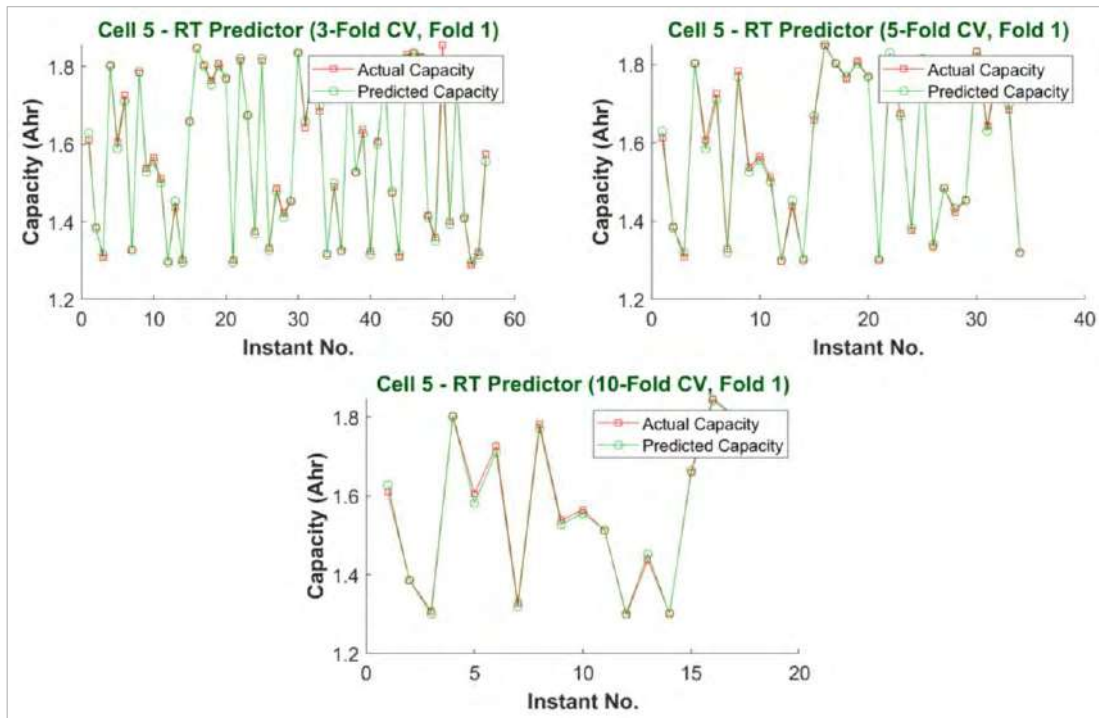 Cell 5 - RT Predictor (3-Fold CV, Fold 1)
Capacity (Ahr)
1.8
1.6
1.4
1.2
Actual Capacity
Predicted Capacity
0 10 20 30 40 50 60
Instant No.
Cell 5 - RT Predictor (5-Fold CV, Fold 1)
Capacity (Ahr)
1.8
1.6
1.4
1.2
Actual Capacity
Predicted Capacity
0 10 20 30 40
Instant No.
Cell 5 - RT Predictor (10-Fold CV, Fold 1)
Capacity (Ahr)
1.8
1.6
1.4
1.2
Actual Capacity
Predicted Capacity
0 5 10 15 20
Instant No.